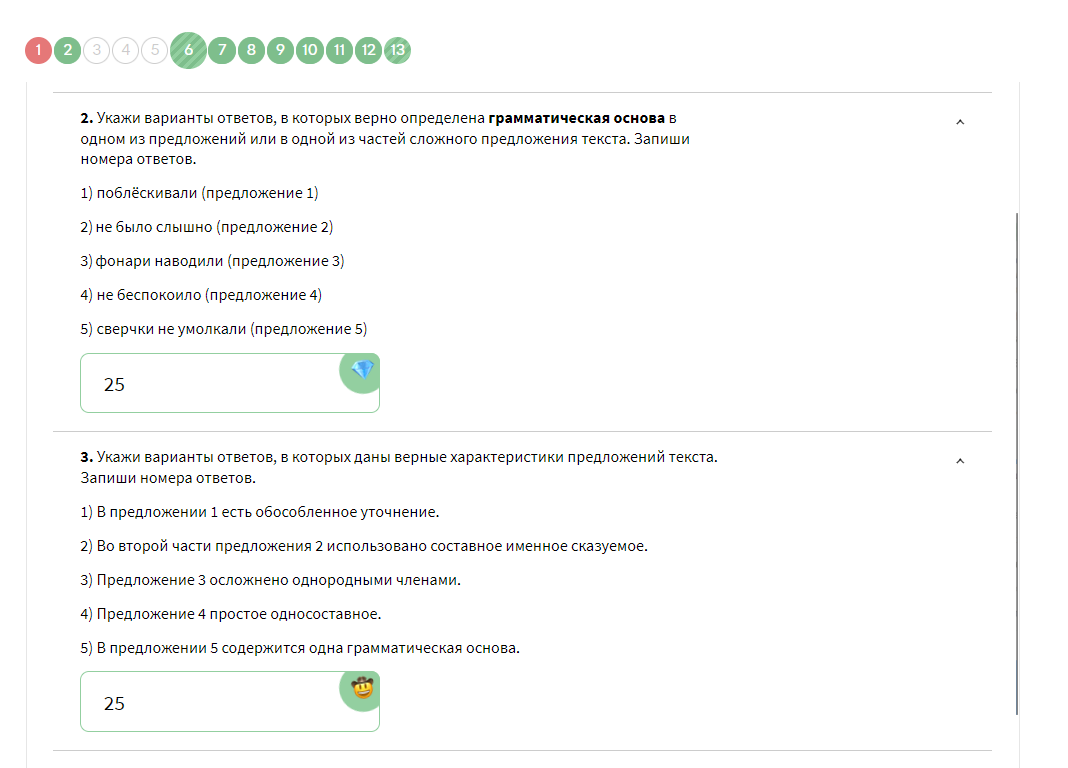 1 2 3 4 5 6 7 8 9 10 11 12 13
2. Укажи варианты ответов, в которых верно определена грамматическая основа в
одном из предложений или в одной из частей сложного предложения текста. Запиши
номера ответов.
1) поблёскивали (предложение 1)
2) не было слышно (предложение 2)
3) фонари наводили (предложение 3)
4) не беспокоило (предложение 4)
5) сверчки не умолкали (предложение 5)
25
3. Укажи варианты ответов, в которых даны верные характеристики предложений текста.
Запиши номера ответов.
1) В предложении 1 есть обособленное уточнение.
2) Во второй части предложения 2 использовано составное именное сказуемое.
3) Предложение 3 осложнено однородными членами.
4) Предложение 4 простое односоставное.
5) В предложении 5 содержится одна грамматическая основа.
25